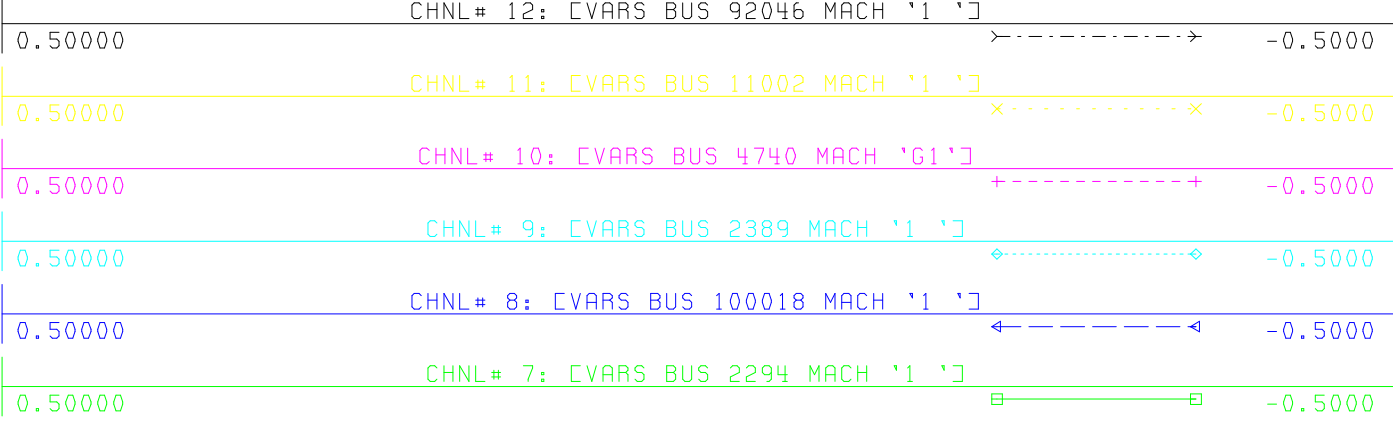 CHNL# 12: [VARS BUS 92046 MACH '1 ']
0.50000 -0.5000
CHNL# 11: [VARS BUS 11002 MACH '1 ']
0.50000 -0.5000
CHNL# 10: [VARS BUS 4740 MACH 'G1']
0.50000 -0.5000
CHNL# 9: [VARS BUS 2389 MACH '1 ']
0.50000 -0.5000
CHNL# 8: [VARS BUS 100018 MACH '1 ']
0.50000 -0.5000
CHNL# 7: [VARS BUS 2294 MACH '1 ']
0.50000 -0.5000